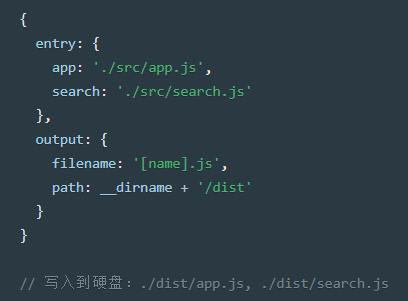 {
  entry: {
    app: './src/app.js',
    search: './src/search.js'
  },
  output: {
    filename: '[name].js',
    path: __dirname + '/dist'
  }
}
// 写入到硬盘：./dist/app.js, ./dist/search.js